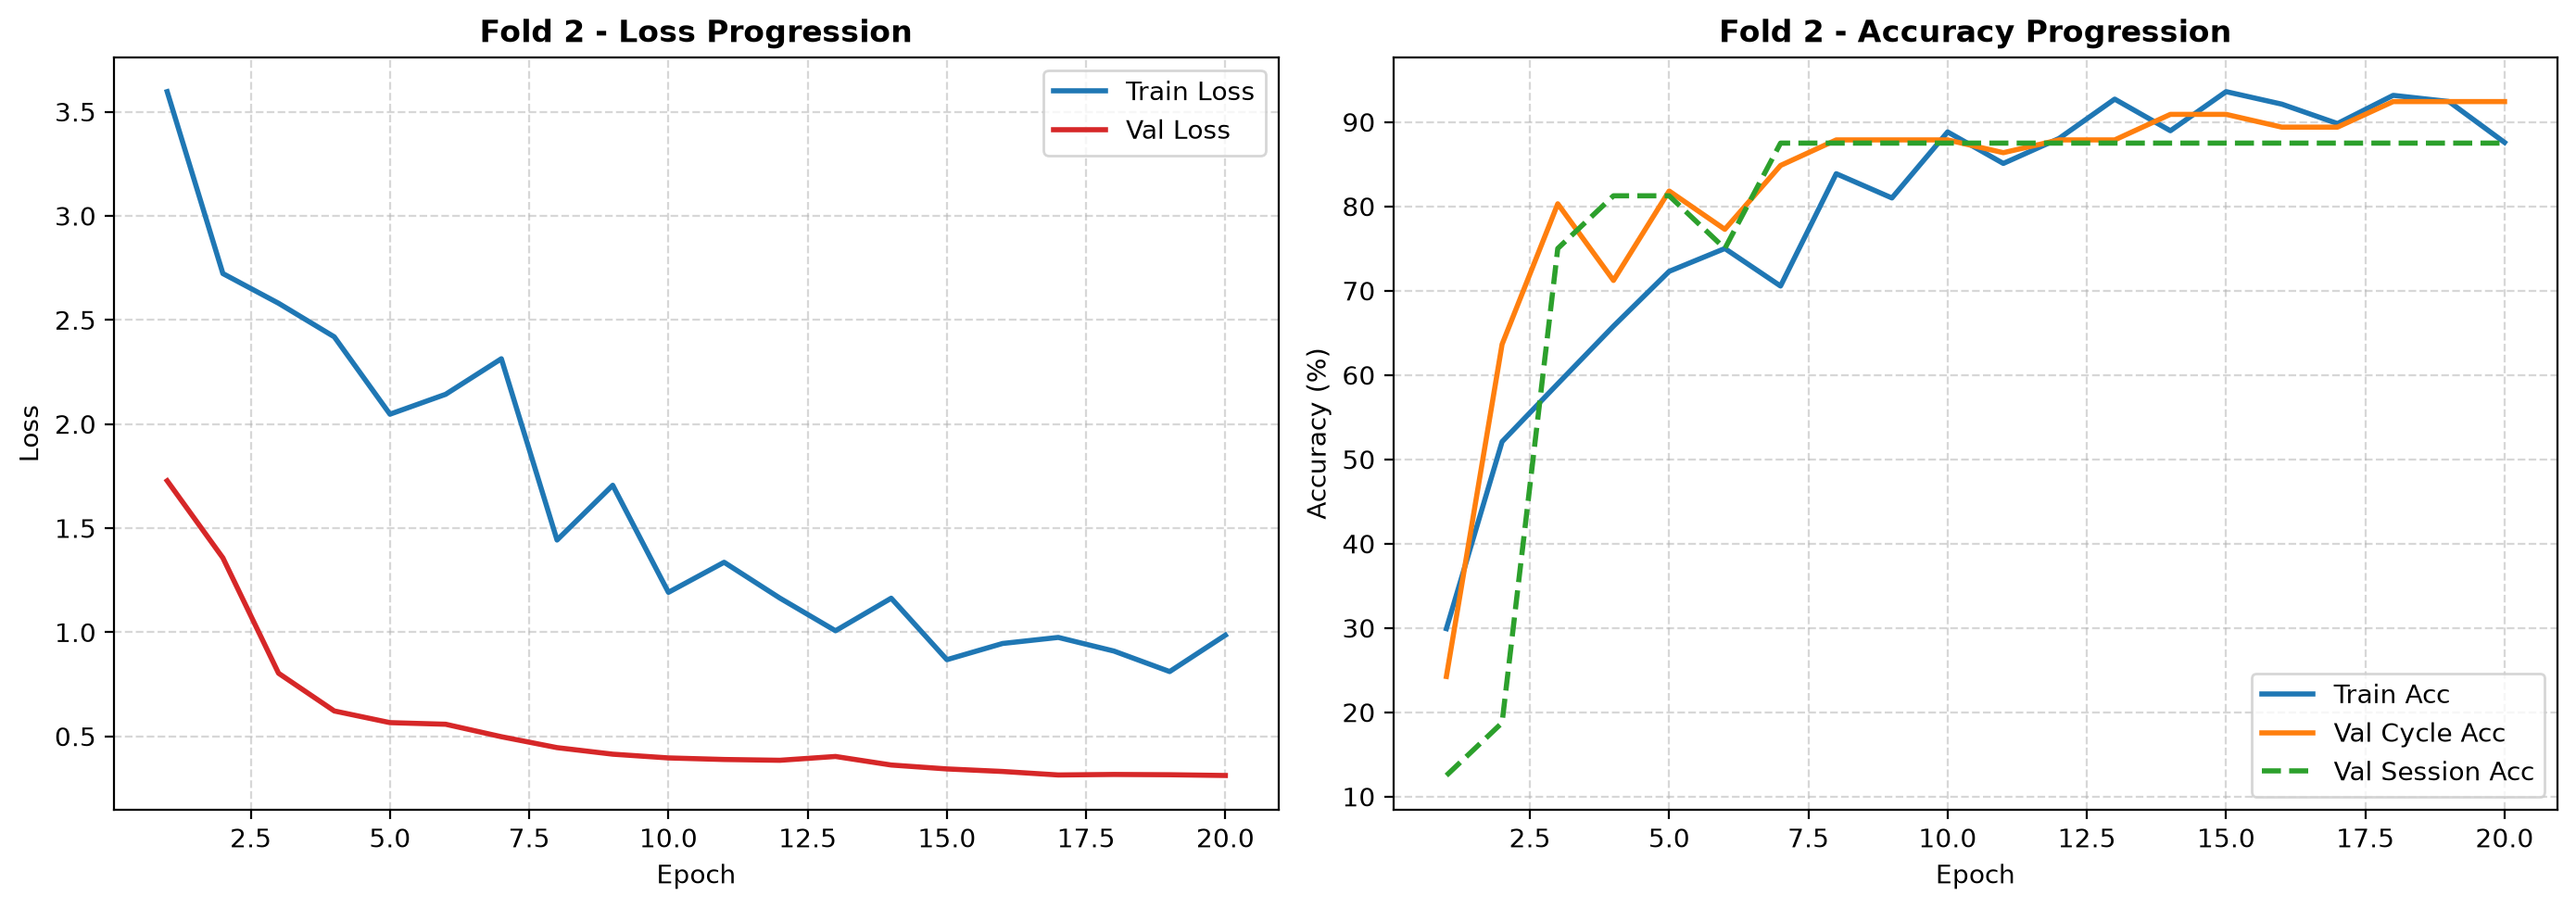 Fold 2 - Loss Progression
Train Loss
Val Loss
3.5
3.0
2.5
2.0
1.5
1.0
0.5
Loss
2.5 5.0 7.5 10.0 12.5 15.0 17.5 20.0
Epoch
Fold 2 - Accuracy Progression
90
80
70
60
50
40
30
20
10
Accuracy (%)
Train Acc
Val Cycle Acc
Val Session Acc
2.5 5.0 7.5 10.0 12.5 15.0 17.5 20.0
Epoch